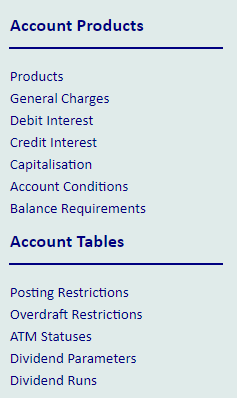 Account Products
Products
General Charges
Debit Interest
Credit Interest
Capitalisation
Account Conditions
Balance Requirements
Account Tables
Posting Restrictions
Overdraft Restrictions
ATM Statuses
Dividend Parameters
Dividend Runs